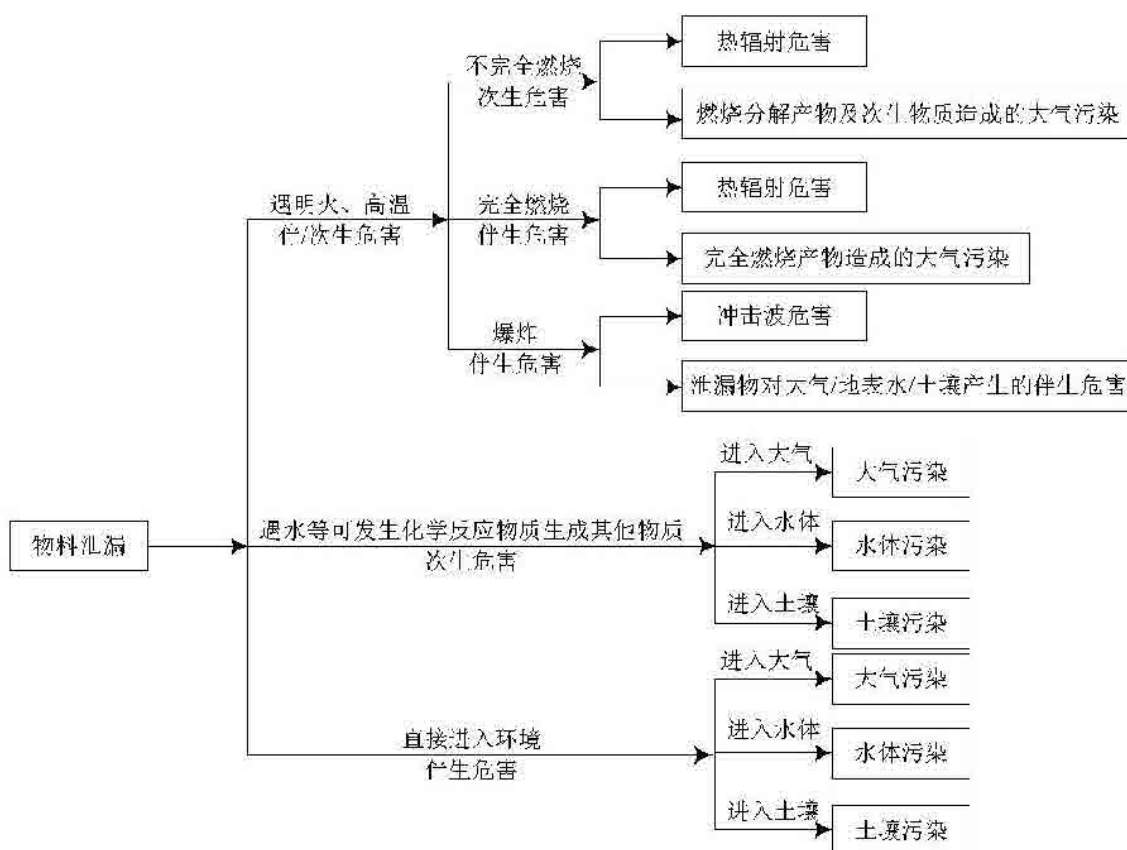 热辐射危害
不完全燃烧
次生危害
燃烧分解产物及次生物质造成的大气污染
热辐射危害
遇明火、高温
伴/次生危害
完全燃烧
伴生危害
完全燃烧产物造成的大气污染
冲击波危害
爆炸
伴生危害
泄漏物对大气/地表水/土壤产生的伴生危害
进入大气
大气污染
物料泄漏
遇水等可发生化学反应物质生成其他物质
次生危害
进入水体
水体污染
进入土壤
土壤污染
进入大气
大气污染
直接进入环境
伴生危害
进入水体
水体污染
进入土壤
土壤污染